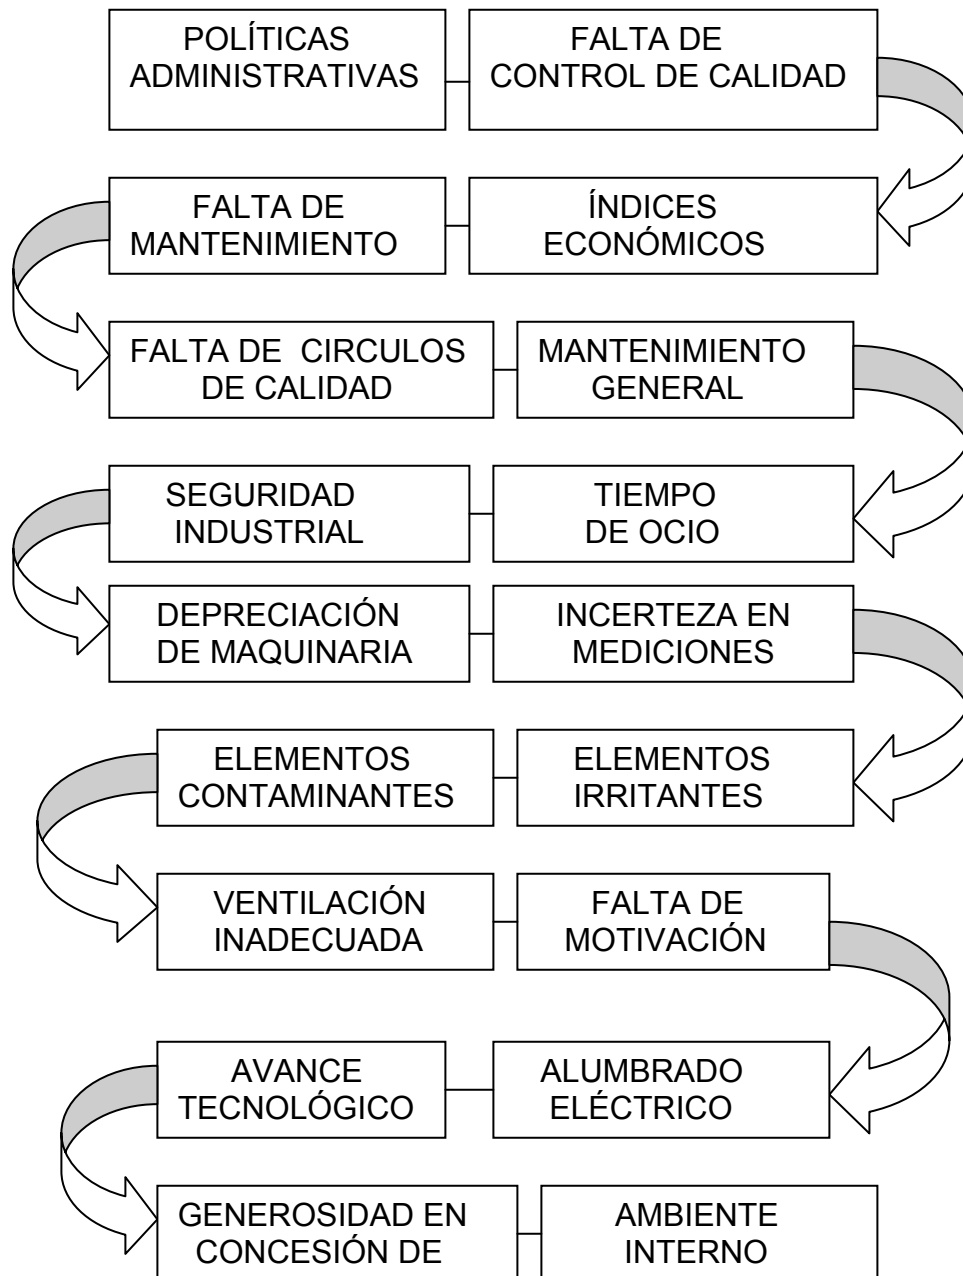 POLÍTICAS
ADMINISTRATIVAS
FALTA DE
CONTROL DE CALIDAD
FALTA DE
MANTENIMIENTO
ÍNDICES
ECONÓMICOS
FALTA DE CIRCULOS
DE CALIDAD
MANTENIMIENTO
GENERAL
SEGURIDAD
INDUSTRIAL
TIEMPO
DE OCIO
DEPRECIACIÓN
DE MAQUINARIA
INCERTEZA EN
MEDICIONES
ELEMENTOS
CONTAMINANTES
ELEMENTOS
IRRITANTES
VENTILACIÓN
INADECUADA
FALTA DE
MOTIVACIÓN
AVANCE
TECNOLÓGICO
ALUMBRADO
ELÉCTRICO
GENEROSIDAD EN
CONCESIÓN DE
AMBIENTE
INTERNO